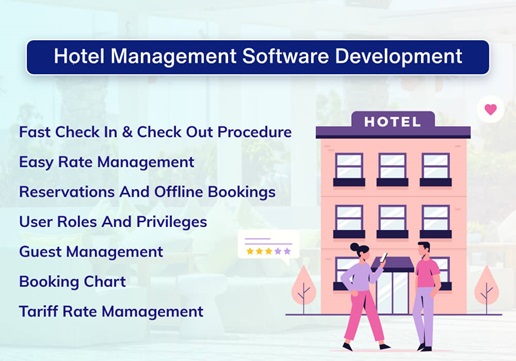 Hotel Management Software Development
HOTEL
Fast Check In & Check Out Procedure
Easy Rate Management
Reservations And Offline Bookings
User Roles And Privileges
Guest Management
Booking Chart
Tariff Rate Mamagement